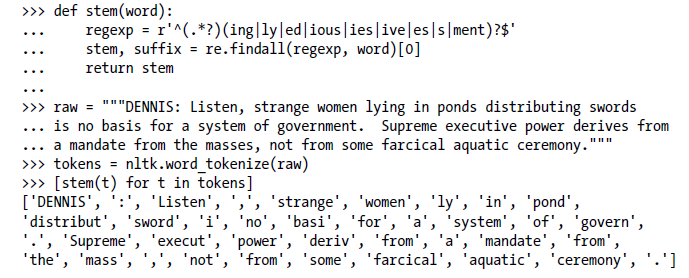 >>> def stem(word):
...     regexp = r'^(.*?)(ing|ly|ed|ious|ies|ive|es|s|ment)?$'
...     stem, suffix = re.findall(regexp, word)[0]
...     return stem
...
>>> raw = """DENNIS: Listen, strange women lying in ponds distributing swords
... is no basis for a system of government.  Supreme executive power derives from
... a mandate from the masses, not from some farcical aquatic ceremony."""
>>> tokens = nltk.word_tokenize(raw)
>>> [stem(t) for t in tokens]
['DENNIS', ':', 'Listen', ',', 'strange', 'women', 'ly', 'in', 'pond',
'distribut', 'sword', 'i', 'no', 'basi', 'for', 'a', 'system', 'of', 'govern',
'.', 'Supreme', 'execut', 'power', 'deriv', 'from', 'a', 'mandate', 'from',
'the', 'mass', ',', 'not', 'from', 'some', 'farcical', 'aquatic', 'ceremony', '.']